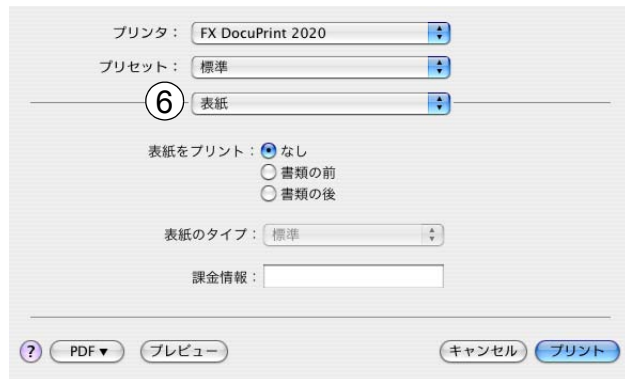 プリンタ： FX DocuPrint 2020
プリセット： 標準
⑥ 表紙
表紙をプリント： なし
書類の前
書類の後
表紙のタイプ： 標準
課金情報：
? PDF▼ プレビュー キャンセル プリント